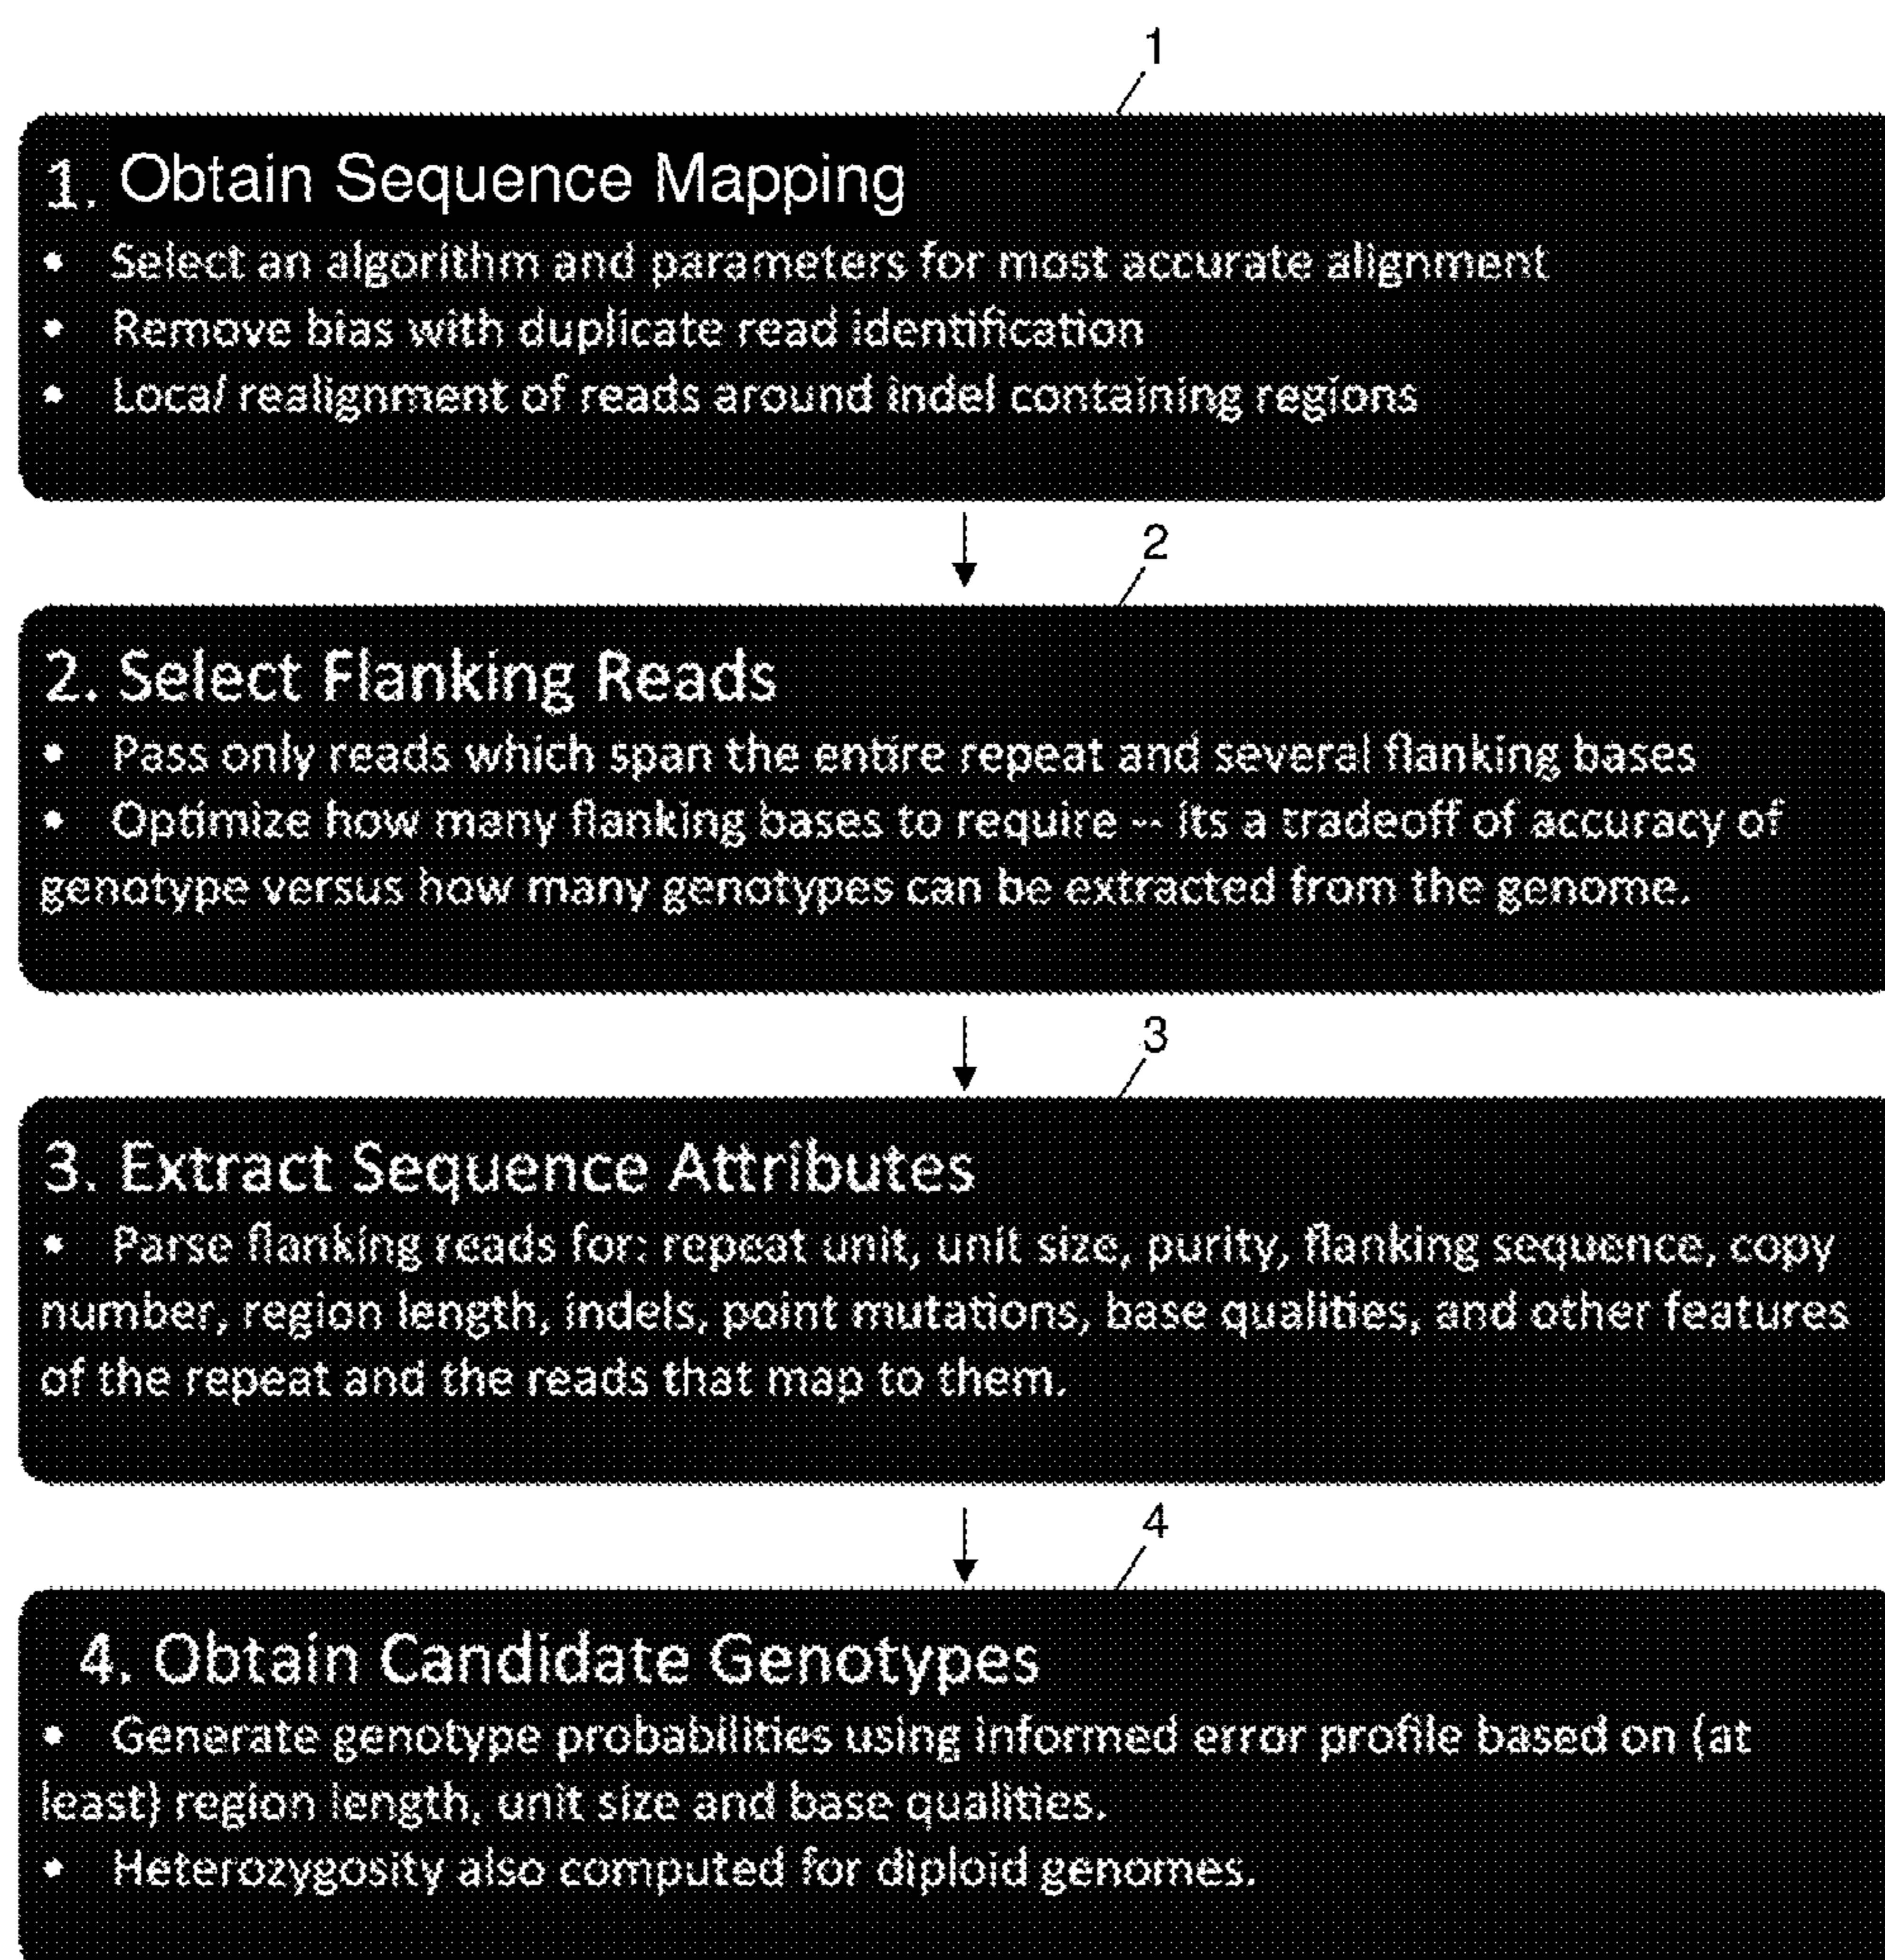 1
1. Obtain Sequence Mapping
• Select an algorithm and parameters for most accurate alignment
• Remove bias with duplicate read identification
• Local realignment of reads around indel containing regions
2
2. Select Flanking Reads
• Pass only reads which span the entire repeat and several flanking bases
• Optimize how many flanking bases to require -- its a tradeoff of accuracy of
genotype versus how many genotypes can be extracted from the genome.
3
3. Extract Sequence Attributes
• Parse flanking reads for: repeat unit, unit size, purity, flanking sequence, copy
number, region length, indels, point mutations, base qualities, and other features
of the repeat and the reads that map to them.
4
4. Obtain Candidate Genotypes
• Generate genotype probabilities using informed error profile based on (at
least) region length, unit size and base qualities.
• Heterozygosity also computed for diploid genomes.